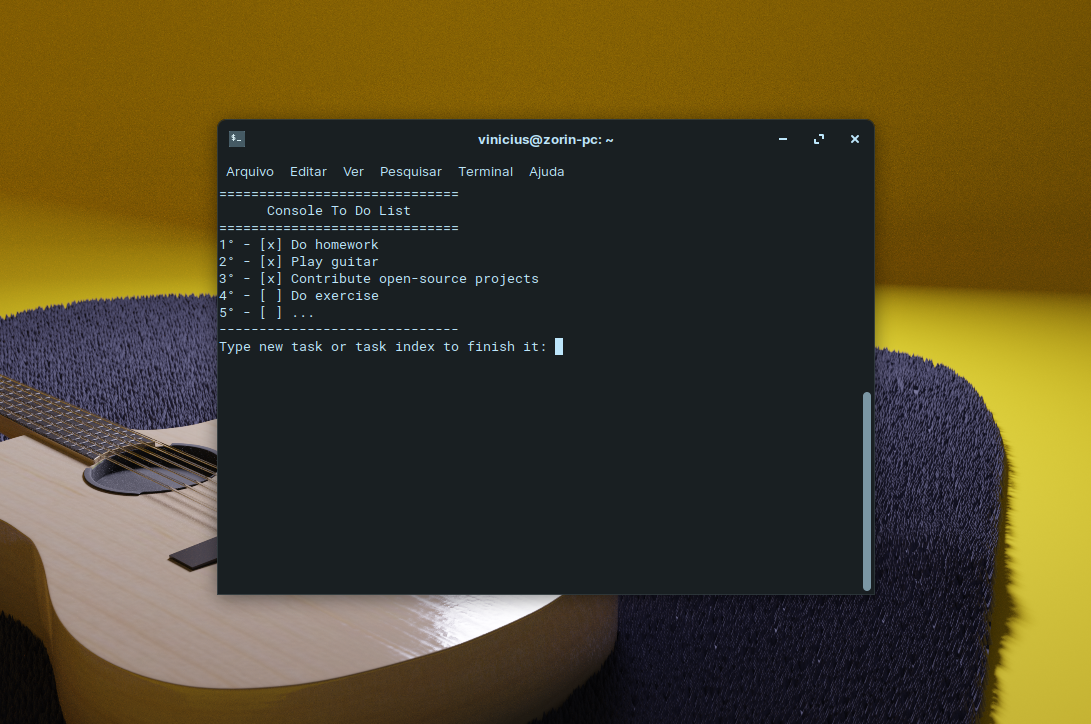 $_
vinicius@zorin-pc: ~
Arquivo Editar Ver Pesquisar Terminal Ajuda
==============================
Console To Do List
==============================
1° - [x] Do homework
2° - [x] Play guitar
3° - [x] Contribute open-source projects
4° - [ ] Do exercise
5° - [ ] ...
------------------------------
Type new task or task index to finish it: